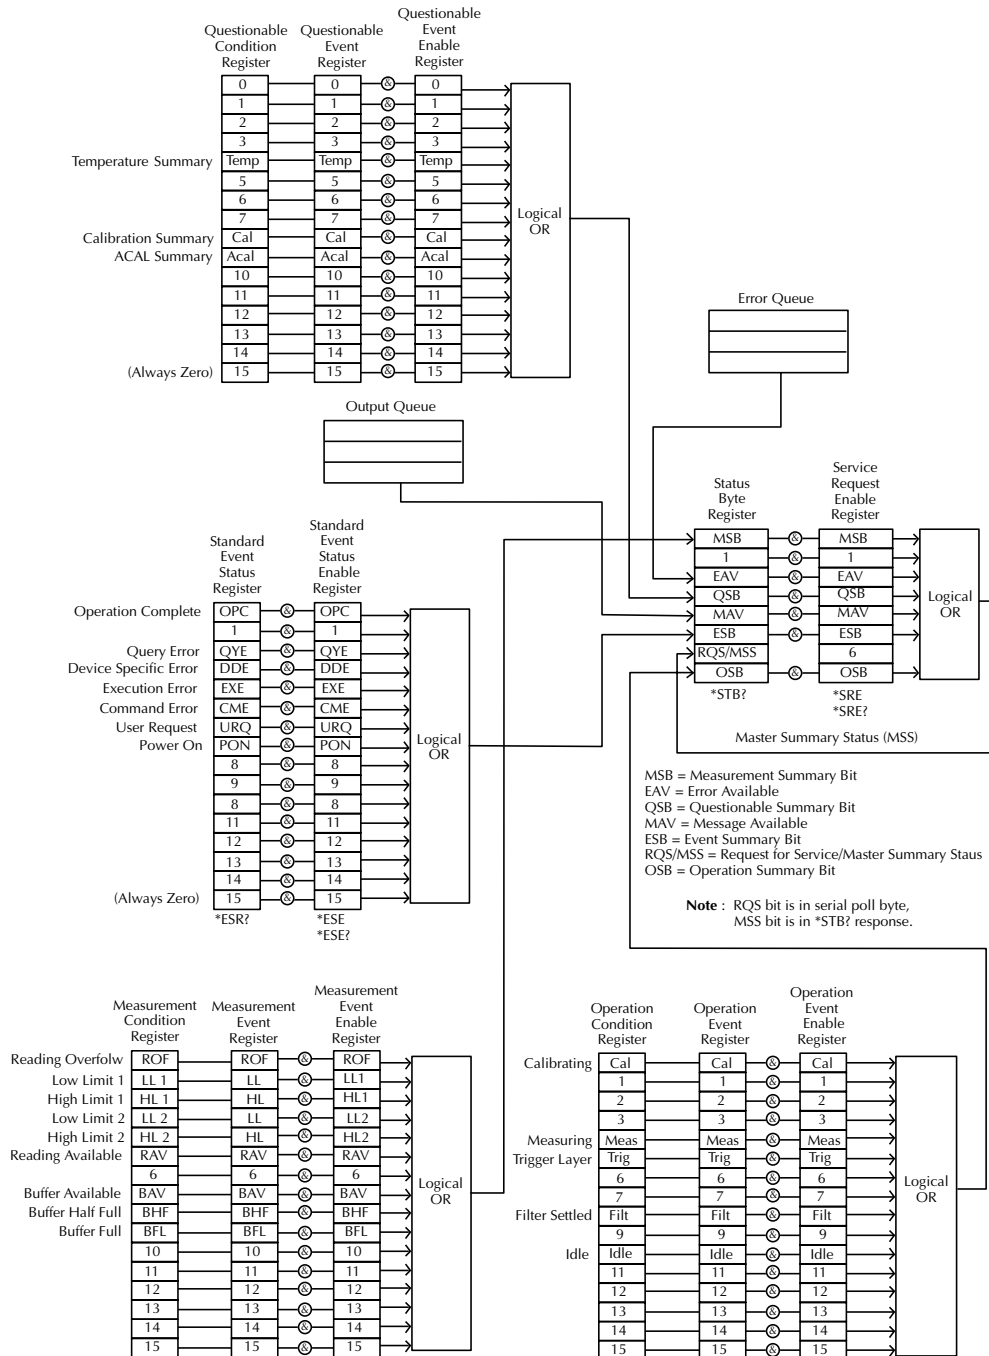 Questionable
Condition
Register
Questionable
Event
Register
Questionable
Event
Enable
Register
0 & 0 & 0
Temperature Summary
Calibration Summary
ACAL Summary
(Always Zero)
0 0 & 0
1 1 & 1
2 2 & 2
3 3 & 3
Temp Temp & Temp
5 5 & 5
6 6 & 6
7 7 & 7
Cal Cal & Cal
Acal Acal & Acal
10 10 & 10
11 11 & 11
12 12 & 12
13 13 & 13
14 14 & 14
15 15 & 15
Logical
OR
Error Queue
Output Queue
Status
Byte
Register
Service
Request
Enable
Register
MSB & MSB
1 & 1
EAV & EAV
QSB & QSB
MAV & MAV
ESB & ESB
RQS/MSS 6
OSB & OSB
*STB?
*SRE
*SRE?
Logical
OR
Master Summary Status (MSS)
MSB = Measurement Summary Bit
EAV = Error Available
QSB = Questionable Summary Bit
MAV = Message Available
ESB = Event Summary Bit
RQS/MSS = Request for Service/Master Summary Staus
OSB = Operation Summary Bit
Note : RQS bit is in serial poll byte,
MSS bit is in *STB? response.
Standard
Event
Status
Register
Standard
Event
Status
Enable
Register
Operation Complete OPC & OPC
1 & 1
Query Error QYE & QYE
Device Specific Error DDE & DDE
Execution Error EXE & EXE
Command Error CME & CME
User Request URQ & URQ
Power On PON & PON
8 & 8
9 & 9
8 & 8
11 & 11
12 & 12
13 & 13
14 & 14
(Always Zero) 15 & 15
*ESR?
*ESE
*ESE?
Logical
OR
Measurement
Condition
Register
Measurement
Event
Register
Measurement
Event
Enable
Register
Reading Overfolw ROF ROF & ROF
Low Limit 1 LL 1 LL & LL1
High Limit 1 HL 1 HL & HL1
Low Limit 2 LL 2 LL & LL2
High Limit 2 HL 2 HL & HL2
Reading Available RAV RAV & RAV
6 6 & 6
Buffer Available BAV BAV & BAV
Buffer Half Full BHF BHF & BHF
Buffer Full BFL BFL & BFL
10 10 & 10
11 11 & 11
12 12 & 12
13 13 & 13
14 14 & 14
15 15 & 15
Logical
OR
Operation
Condition
Register
Operation
Event
Register
Operation
Event
Enable
Register
Calibrating Cal Cal & Cal
1 1 & 1
2 2 & 2
3 3 & 3
Measuring Meas Meas & Meas
Trigger Layer Trig Trig & Trig
6 6 & 6
7 7 & 7
Filter Settled Filt Filt & Filt
9 9 & 9
Idle Idle Idle & Idle
11 11 & 11
12 12 & 12
13 13 & 13
14 14 & 14
15 15 & 15
Logical
OR